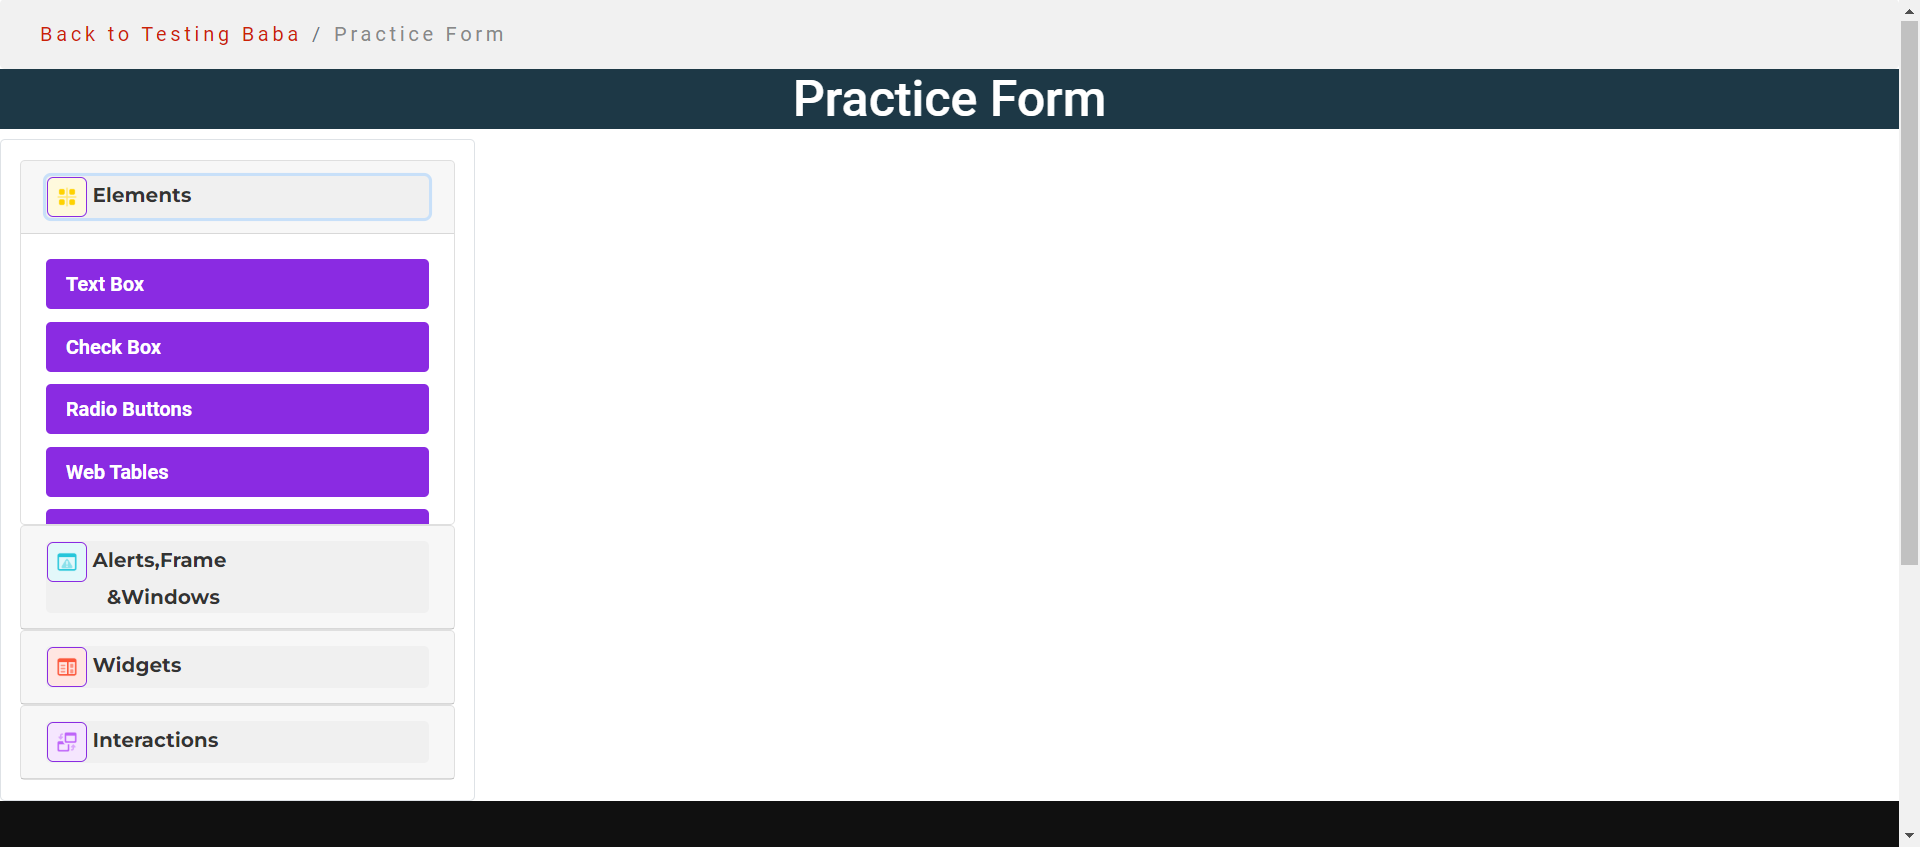 Back to Testing Baba / Practice Form
Practice Form
Elements
Text Box
Check Box
Radio Buttons
Web Tables
Alerts,Frame
&Windows
Widgets
Interactions